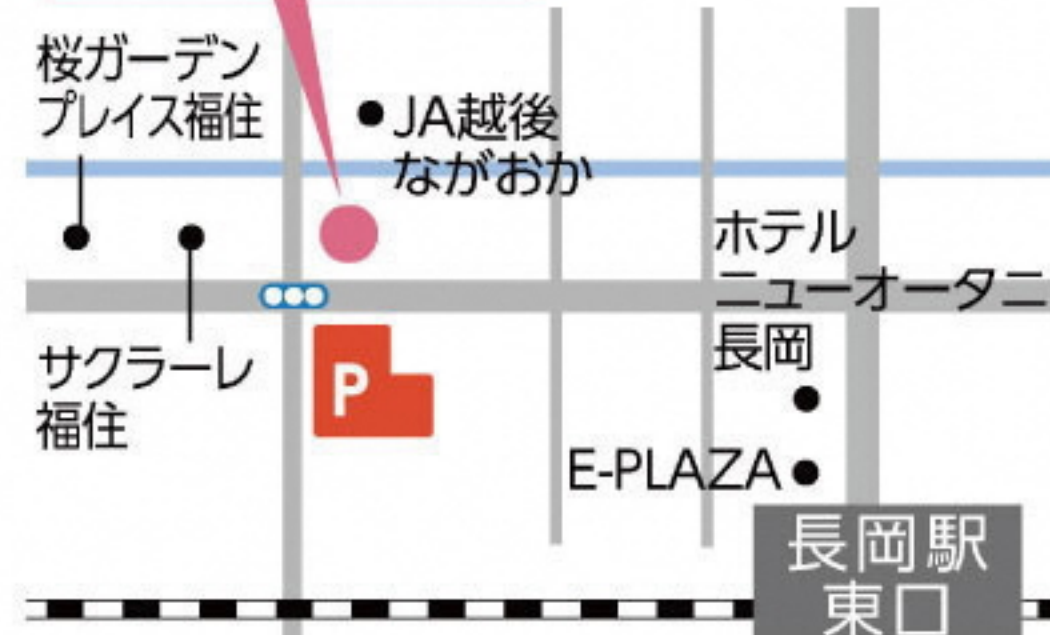 桜ガーデン
プレイス福住
JA越後
ながおか
ホテル
ニューオータニ
長岡
サクラーレ
福住
P
E-PLAZA
長岡駅
東口